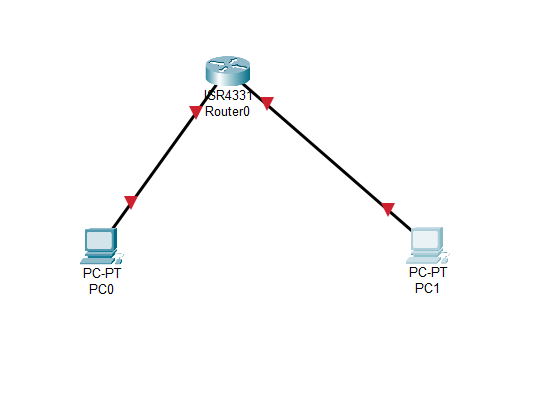 ISR4331
Router0
PC-PT
PC0
PC-PT
PC1